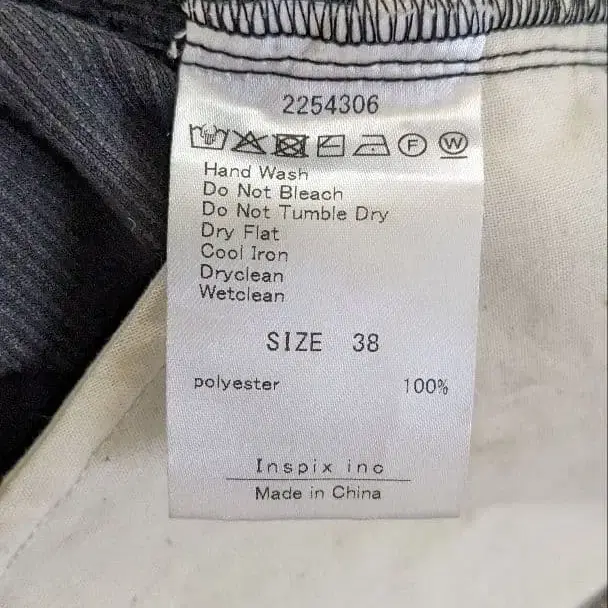 2254306
F W
Hand Wash
Do Not Bleach
Do Not Tumble Dry
Dry Flat
Cool Iron
Dryclean
Wetclean
SIZE 38
polyester 100%
Inspix inc
Made in China